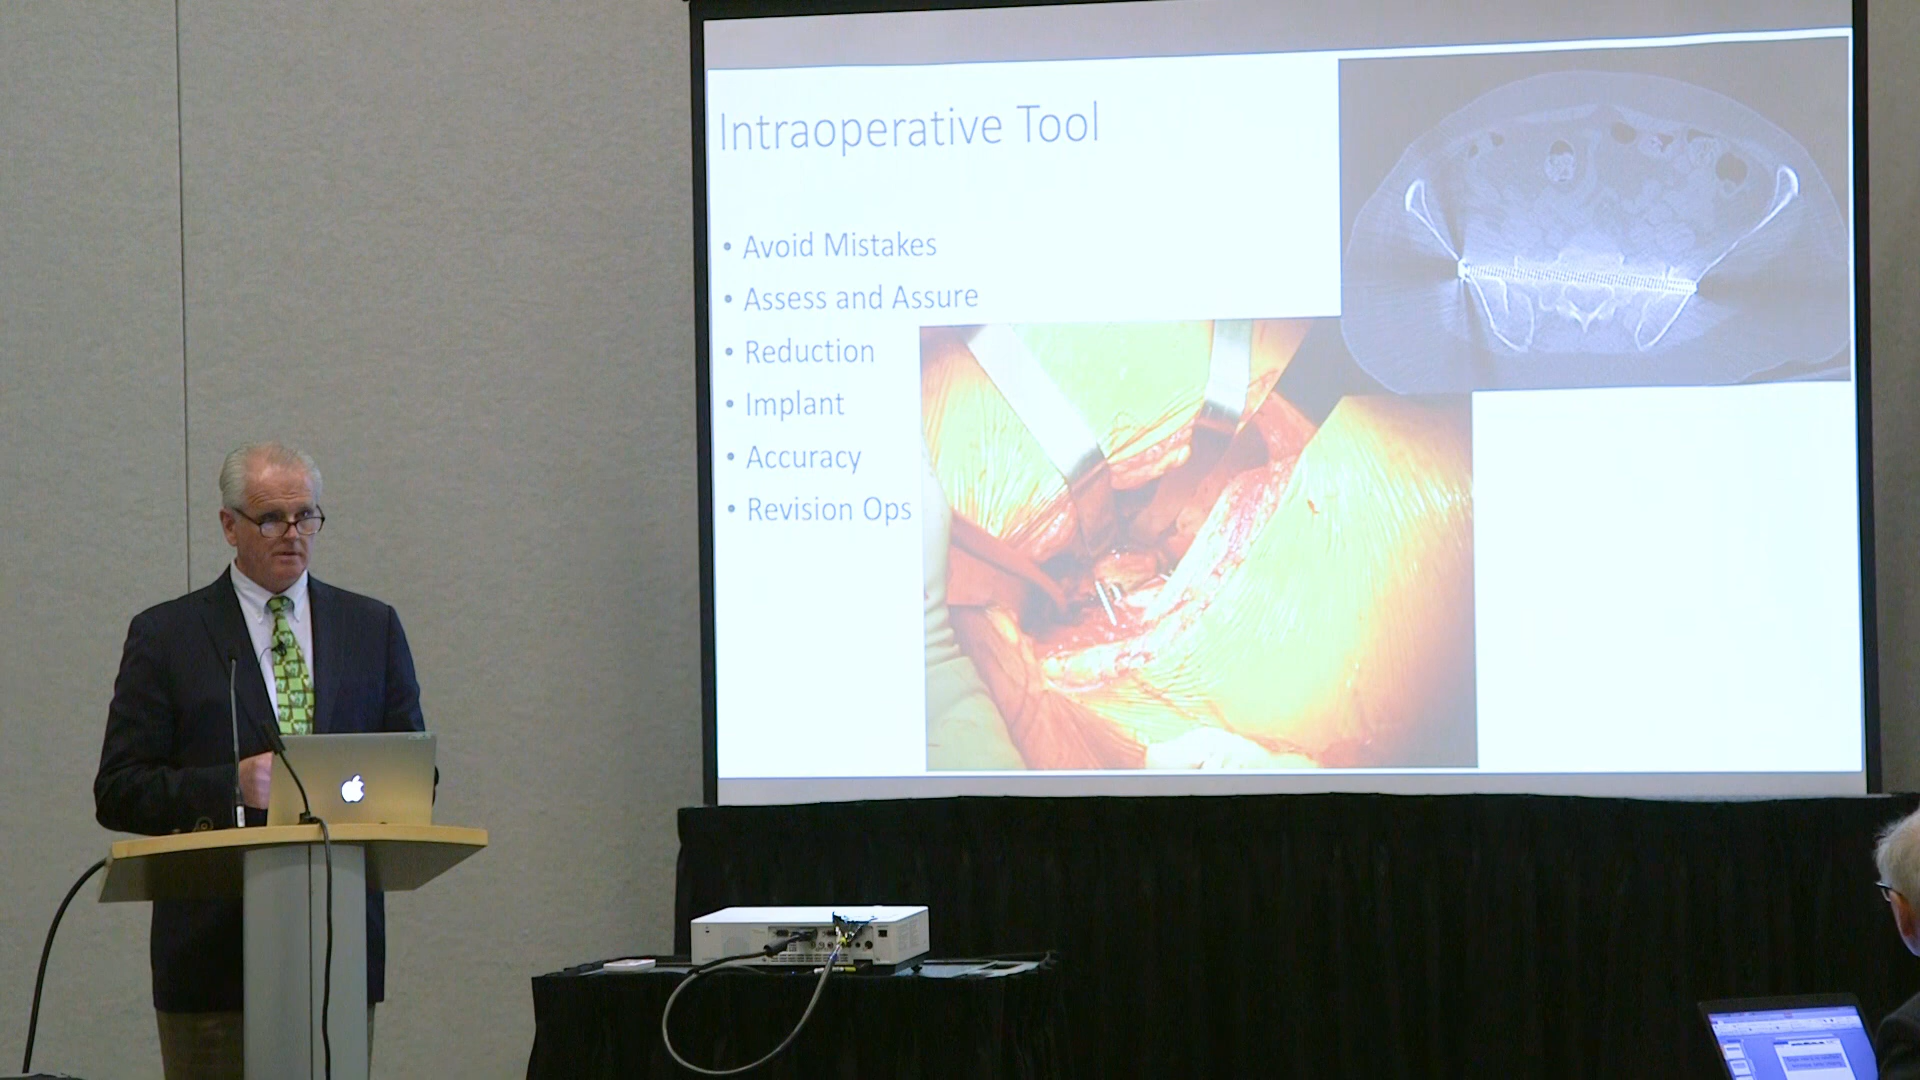 Intraoperative Tool
• Avoid Mistakes
• Assess and Assure
• Reduction
• Implant
• Accuracy
• Revision Ops